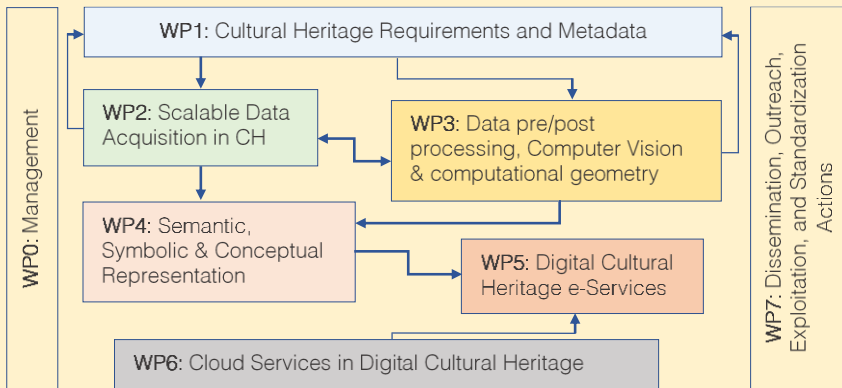 WP1: Cultural Heritage Requirements and Metadata
WP0: Management
WP2: Scalable Data
Acquisition in CH
WP3: Data pre/post
processing, Computer Vision
& computational geometry
WP4: Semantic,
Symbolic & Conceptual
Representation
WP5: Digital Cultural
Heritage e-Services
WP6: Cloud Services in Digital Cultural Heritage
WP7: Dissemination, Outreach,
Exploitation, and Standardization
Actions